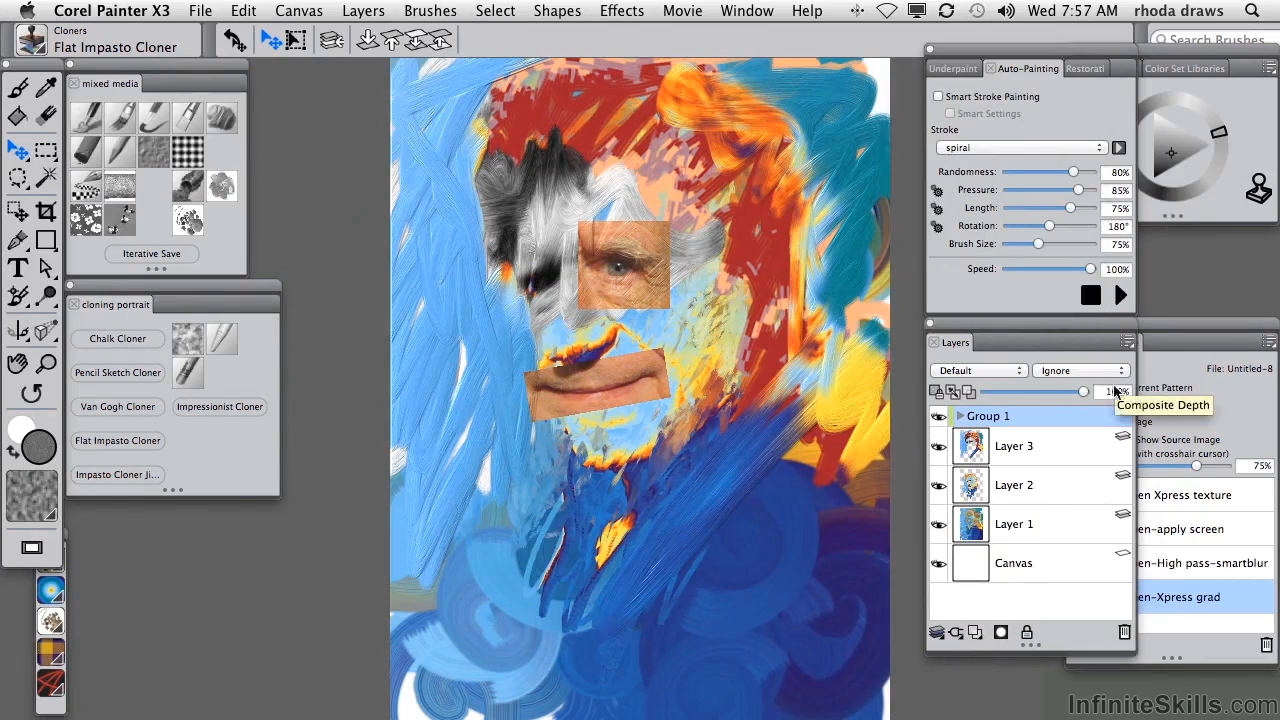 Corel Painter X3 File Edit Canvas Layers Brushes Select Shapes Effects Movie Window Help Wed 7:57 AM rhoda draws
Cloners
Flat Impasto Cloner
Search Brushes
mixed media
Iterative Save
cloning portrait
Chalk Cloner
Pencil Sketch Cloner
Van Gogh Cloner Impressionist Cloner
Flat Impasto Cloner
Impasto Cloner Ji...
T
Underpaint Auto-Painting Restorati
Smart Stroke Painting
Smart Settings
Stroke
spiral
Randomness: 80%
Pressure: 85%
Length: 75%
Rotation: 180°
Brush Size: 75%
Speed: 100%
Color Set Libraries
Layers
Default Ignore
Composite Depth
Group 1
Layer 3
Layer 2
Layer 1
Canvas
File: Untitled-8
rrent Pattern
age
Show Source Image
with crosshair cursor)
75%
en Xpress texture
en-apply screen
en-High pass-smartblur
en-Xpress grad
InfiniteSkills.com